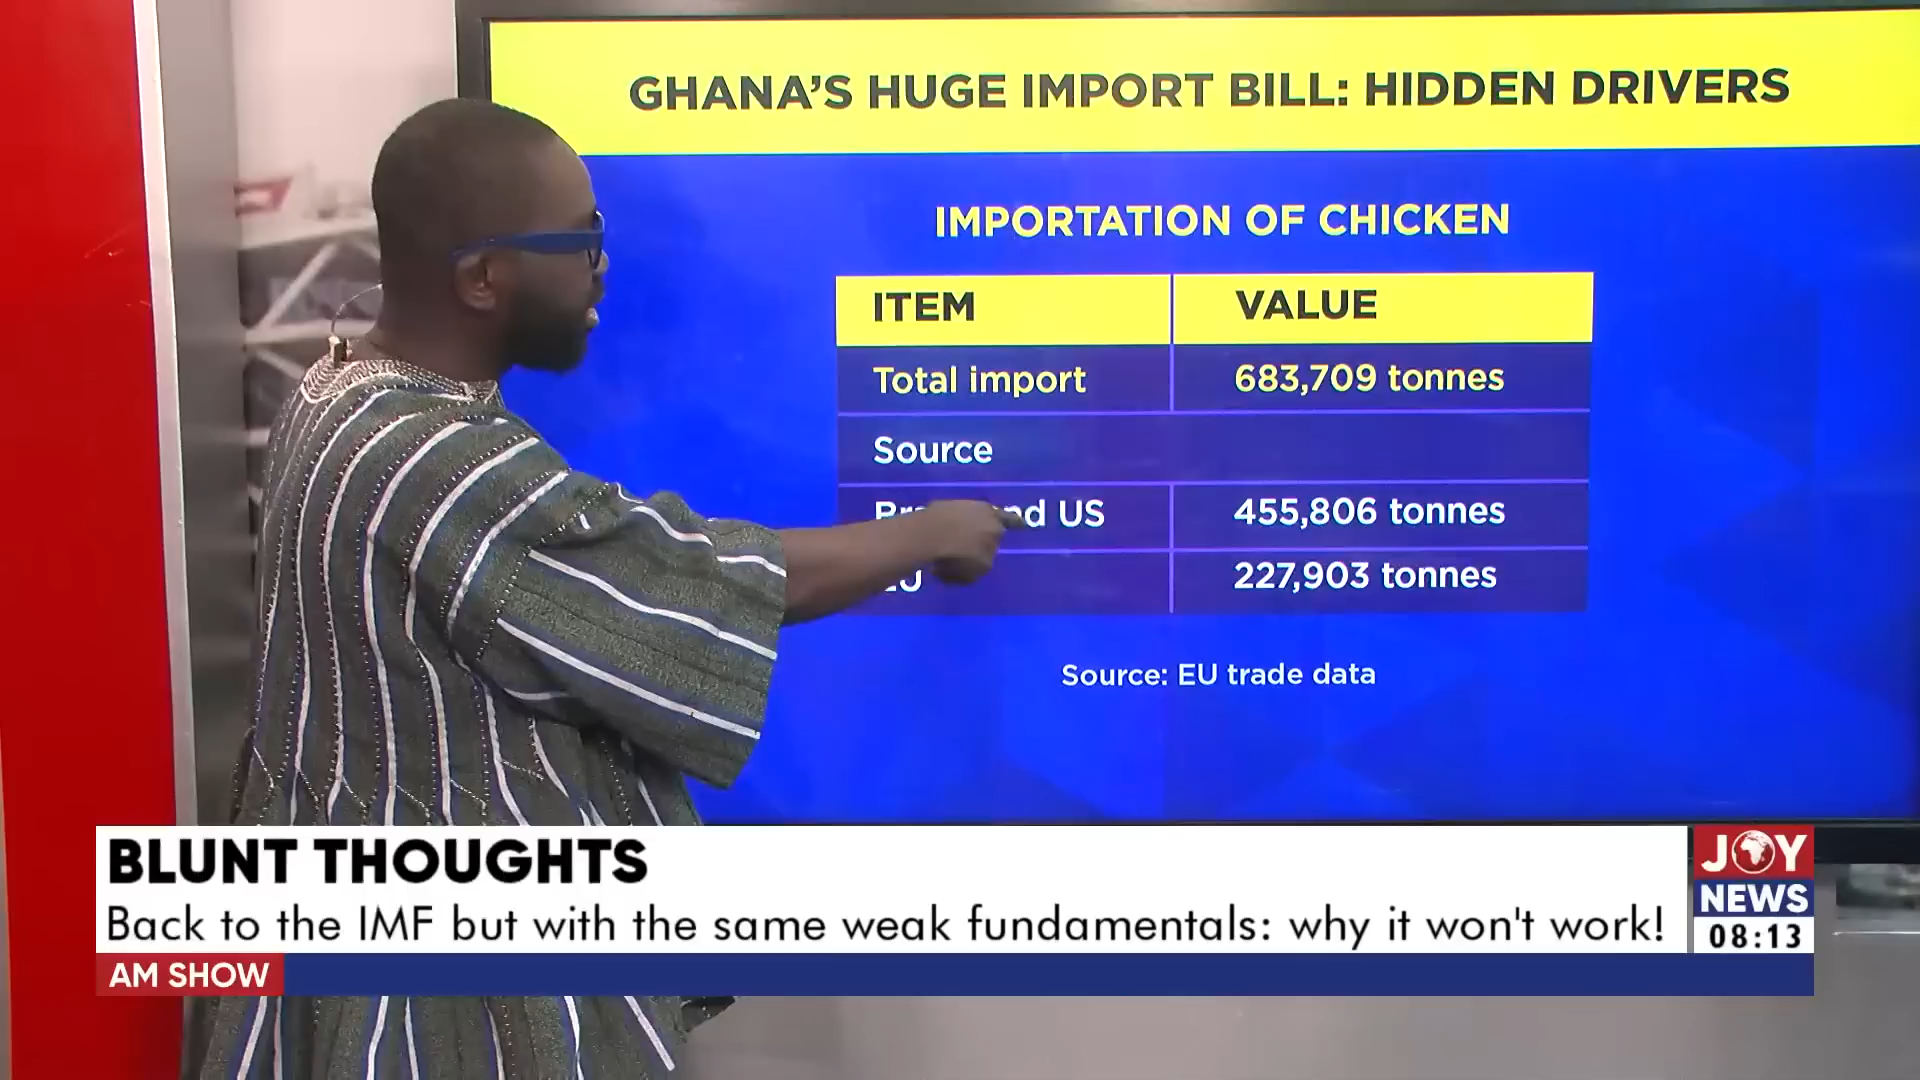 GHANA'S HUGE IMPORT BILL: HIDDEN DRIVERS
IMPORTATION OF CHICKEN
ITEM VALUE
Total import 683,709 tonnes
Source
US 455,806 tonnes
EU 227,903 tonnes
Source: EU trade data
BLUNT THOUGHTS
Back to the IMF but with the same weak fundamentals: why it won't work!
AM SHOW
JOY
NEWS
08:13